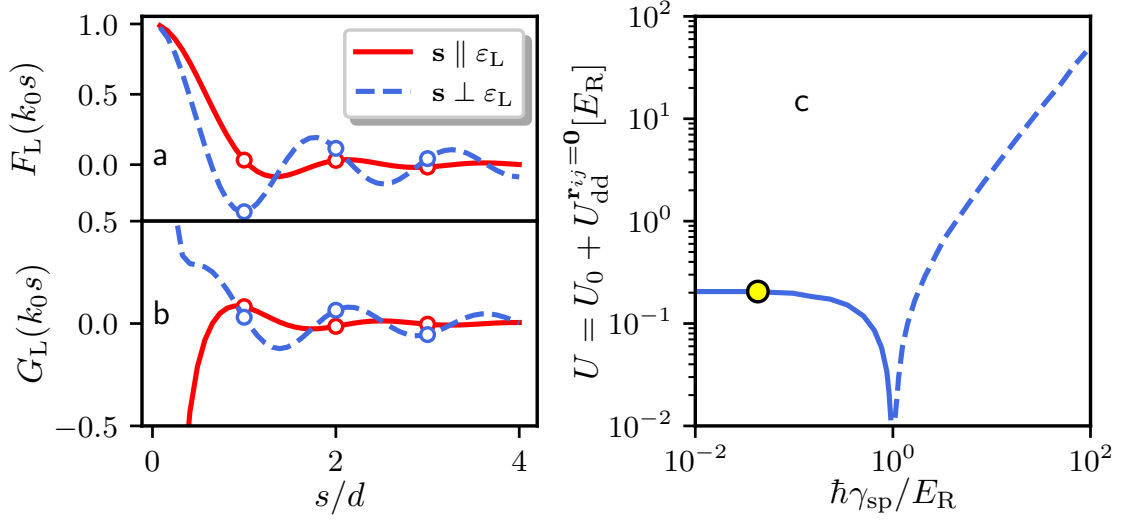 F_L(k_0 s)
1.0
0.5
0.0
a
s ∥ ε_L
s ⊥ ε_L
G_L(k_0 s)
0.5
0.0
−0.5
b
0
2
4
s/d
U = U_0 + U_dd^{r_ij=0}[E_R]
10^2
10^1
10^0
10^−1
10^−2
c
10^−2
10^0
10^2
ħγ_sp/E_R